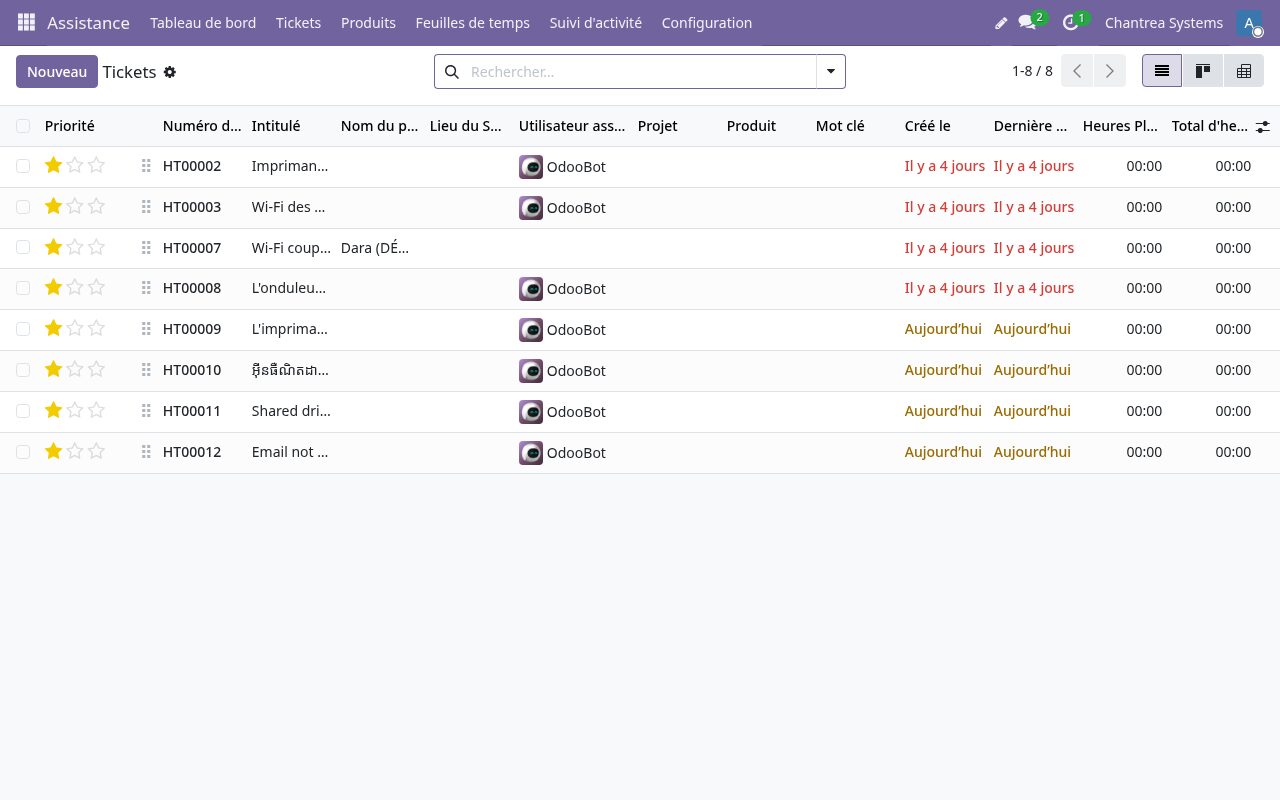 Assistance Tableau de bord Tickets Produits Feuilles de temps Suivi d'activité Configuration 2 1 Chantrea Systems A
Nouveau Tickets Rechercher... 1-8 / 8
Priorité Numéro d... Intitulé Nom du p... Lieu du S... Utilisateur ass... Projet Produit Mot clé Créé le Dernière ... Heures Pl... Total d'he...
HT00002 Impriman... OdooBot Il y a 4 jours Il y a 4 jours 00:00 00:00
HT00003 Wi-Fi des ... OdooBot Il y a 4 jours Il y a 4 jours 00:00 00:00
HT00007 Wi-Fi coup... Dara (DÉ... Il y a 4 jours Il y a 4 jours 00:00 00:00
HT00008 L'onduleu... OdooBot Il y a 4 jours Il y a 4 jours 00:00 00:00
HT00009 L'imprima... OdooBot Aujourd’hui Aujourd’hui 00:00 00:00
HT00010 អ៊ីនធឺណិតដា... OdooBot Aujourd’hui Aujourd’hui 00:00 00:00
HT00011 Shared dri... OdooBot Aujourd’hui Aujourd’hui 00:00 00:00
HT00012 Email not ... OdooBot Aujourd’hui Aujourd’hui 00:00 00:00